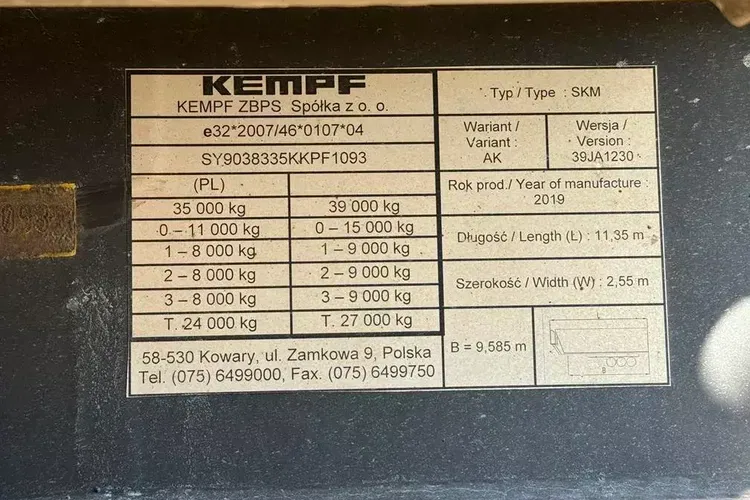 KEMPF
KEMPF ZBPS Spółka z o. o.
e32*2007/46*0107*04
SY9038335KKPF1093
(PL)
35 000 kg 39 000 kg
0 – 11 000 kg 0 – 15 000 kg
1 – 8 000 kg 1 – 9 000 kg
2 – 8 000 kg 2 – 9 000 kg
3 – 8 000 kg 3 – 9 000 kg
T. 24 000 kg T. 27 000 kg
58-530 Kowary, ul. Zamkowa 9, Polska
Tel. (075) 6499000, Fax. (075) 6499750
Typ / Type : SKM
Wariant /
Variant :
AK
Wersja /
Version :
39JA1230
Rok prod./ Year of manufacture :
2019
Długość / Length (Ł) : 11,35 m
Szerokość / Width (W) : 2,55 m
B = 9,585 m
B